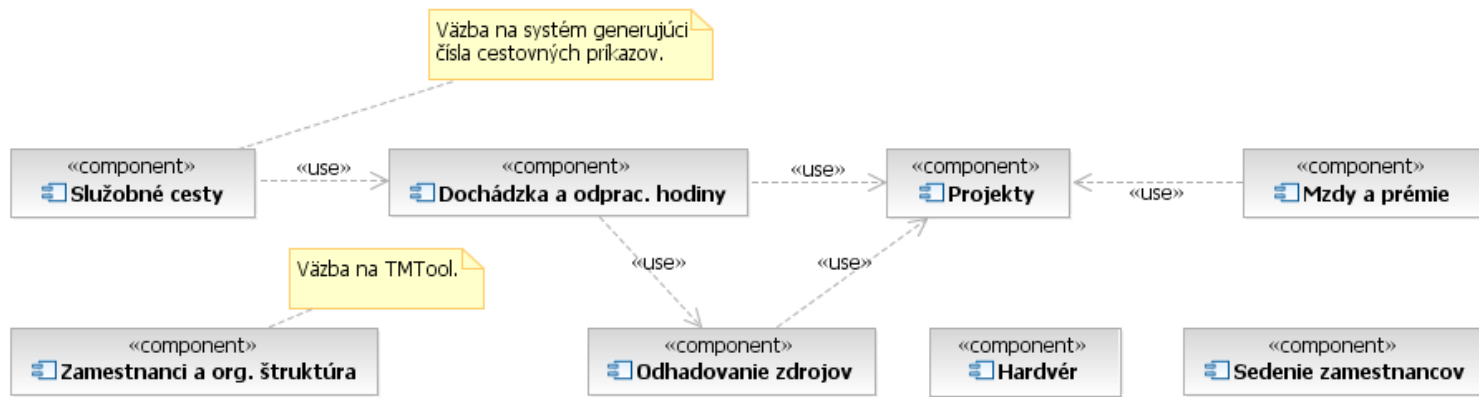 Väzba na systém generujúci
čísla cestovných príkazov.
«component»
Služobné cesty
«use»
«component»
Dochádzka a odprac. hodiny
«use»
«component»
Projekty
«use»
«component»
Mzdy a prémie
«use»
«use»
Väzba na TMTool.
«component»
Zamestnanci a org. štruktúra
«component»
Odhadovanie zdrojov
«component»
Hardvér
«component»
Sedenie zamestnancov